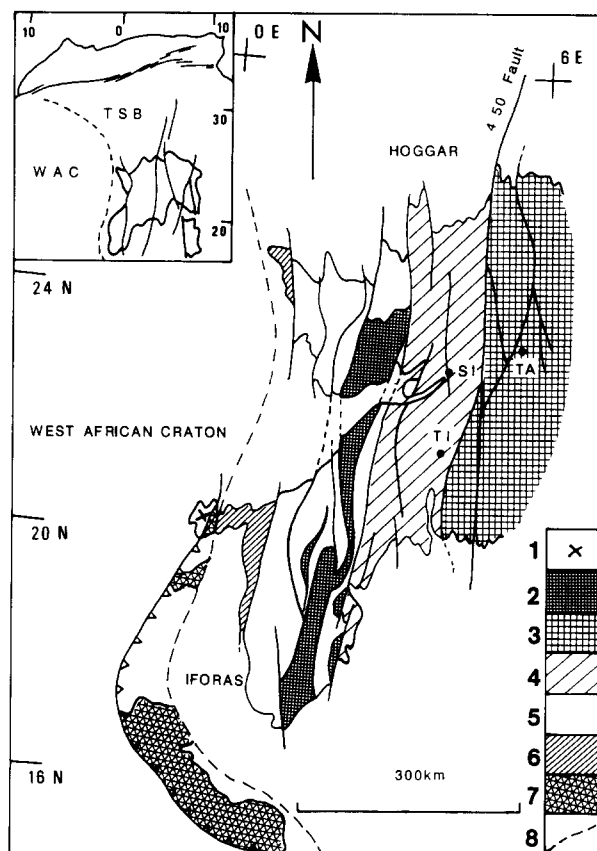 10 0 10
0 E
N
6 E
4°50 Fault
TSB
30
HOGGAR
WAC
20
24 N
SI
TA
WEST AFRICAN CRATON
TI
20 N
1
2
3
4
IFORAS
5
6
16 N
300km
7
8